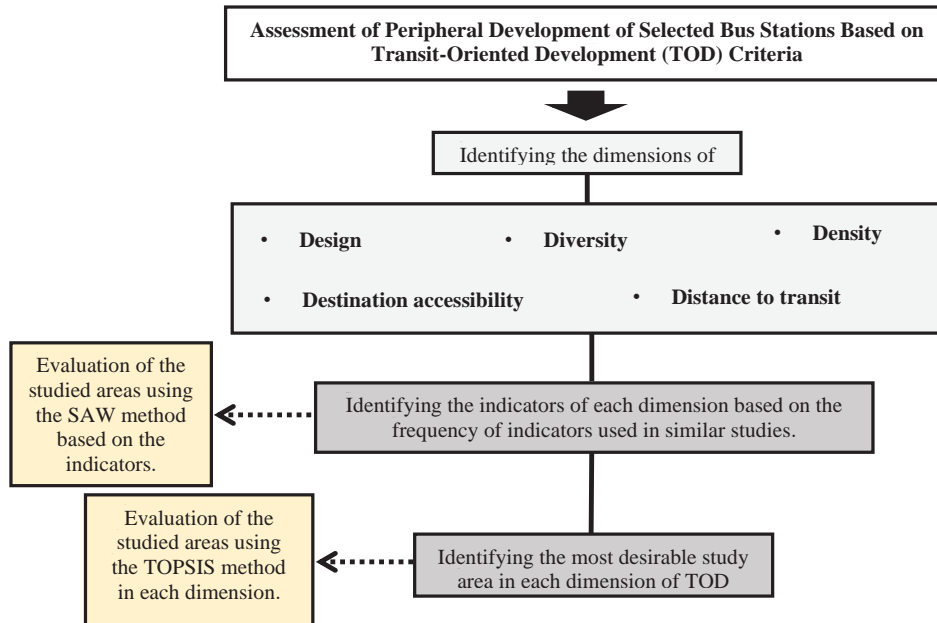 Assessment of Peripheral Development of Selected Bus Stations Based on
Transit-Oriented Development (TOD) Criteria
Identifying the dimensions of
• Design
• Diversity
• Density
• Destination accessibility
• Distance to transit
Evaluation of the
studied areas using
the SAW method
based on the
indicators.
Identifying the indicators of each dimension based on the
frequency of indicators used in similar studies.
Evaluation of the
studied areas using
the TOPSIS method
in each dimension.
Identifying the most desirable study
area in each dimension of TOD